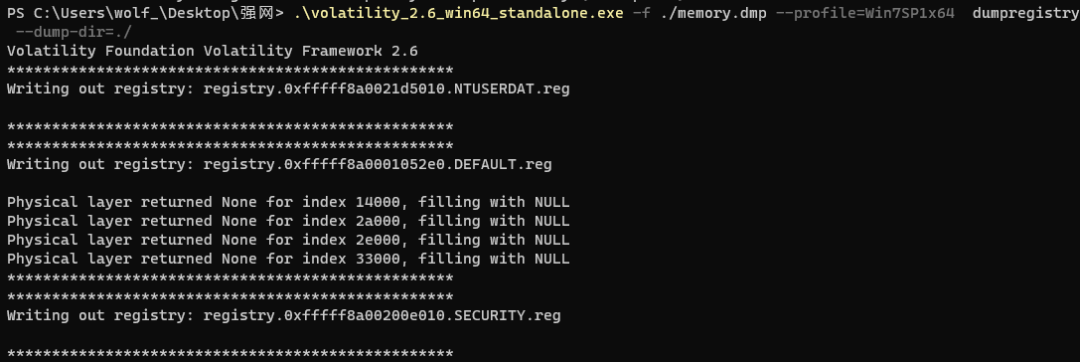 PS C:\Users\wolf_\Desktop\强网> .\volatility_2.6_win64_standalone.exe -f ./memory.dmp --profile=Win7SP1x64  dumpregistry
 --dump-dir=./
Volatility Foundation Volatility Framework 2.6
**************************************************
Writing out registry: registry.0xfffff8a0021d5010.NTUSERDAT.reg
**************************************************
**************************************************
Writing out registry: registry.0xfffff8a0001052e0.DEFAULT.reg
Physical layer returned None for index 14000, filling with NULL
Physical layer returned None for index 2a000, filling with NULL
Physical layer returned None for index 2e000, filling with NULL
Physical layer returned None for index 33000, filling with NULL
**************************************************
**************************************************
Writing out registry: registry.0xfffff8a00200e010.SECURITY.reg
**************************************************